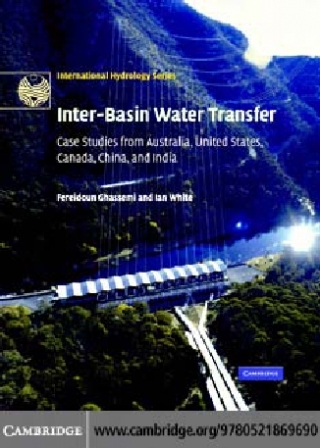 International Hydrology Series
Inter-Basin Water Transfer
Case Studies from Australia, United States,
Canada, China, and India
Fereidoun Ghassemi and Ian White
CAMBRIDGE
CAMBRIDGE www.cambridge.org/9780521869690